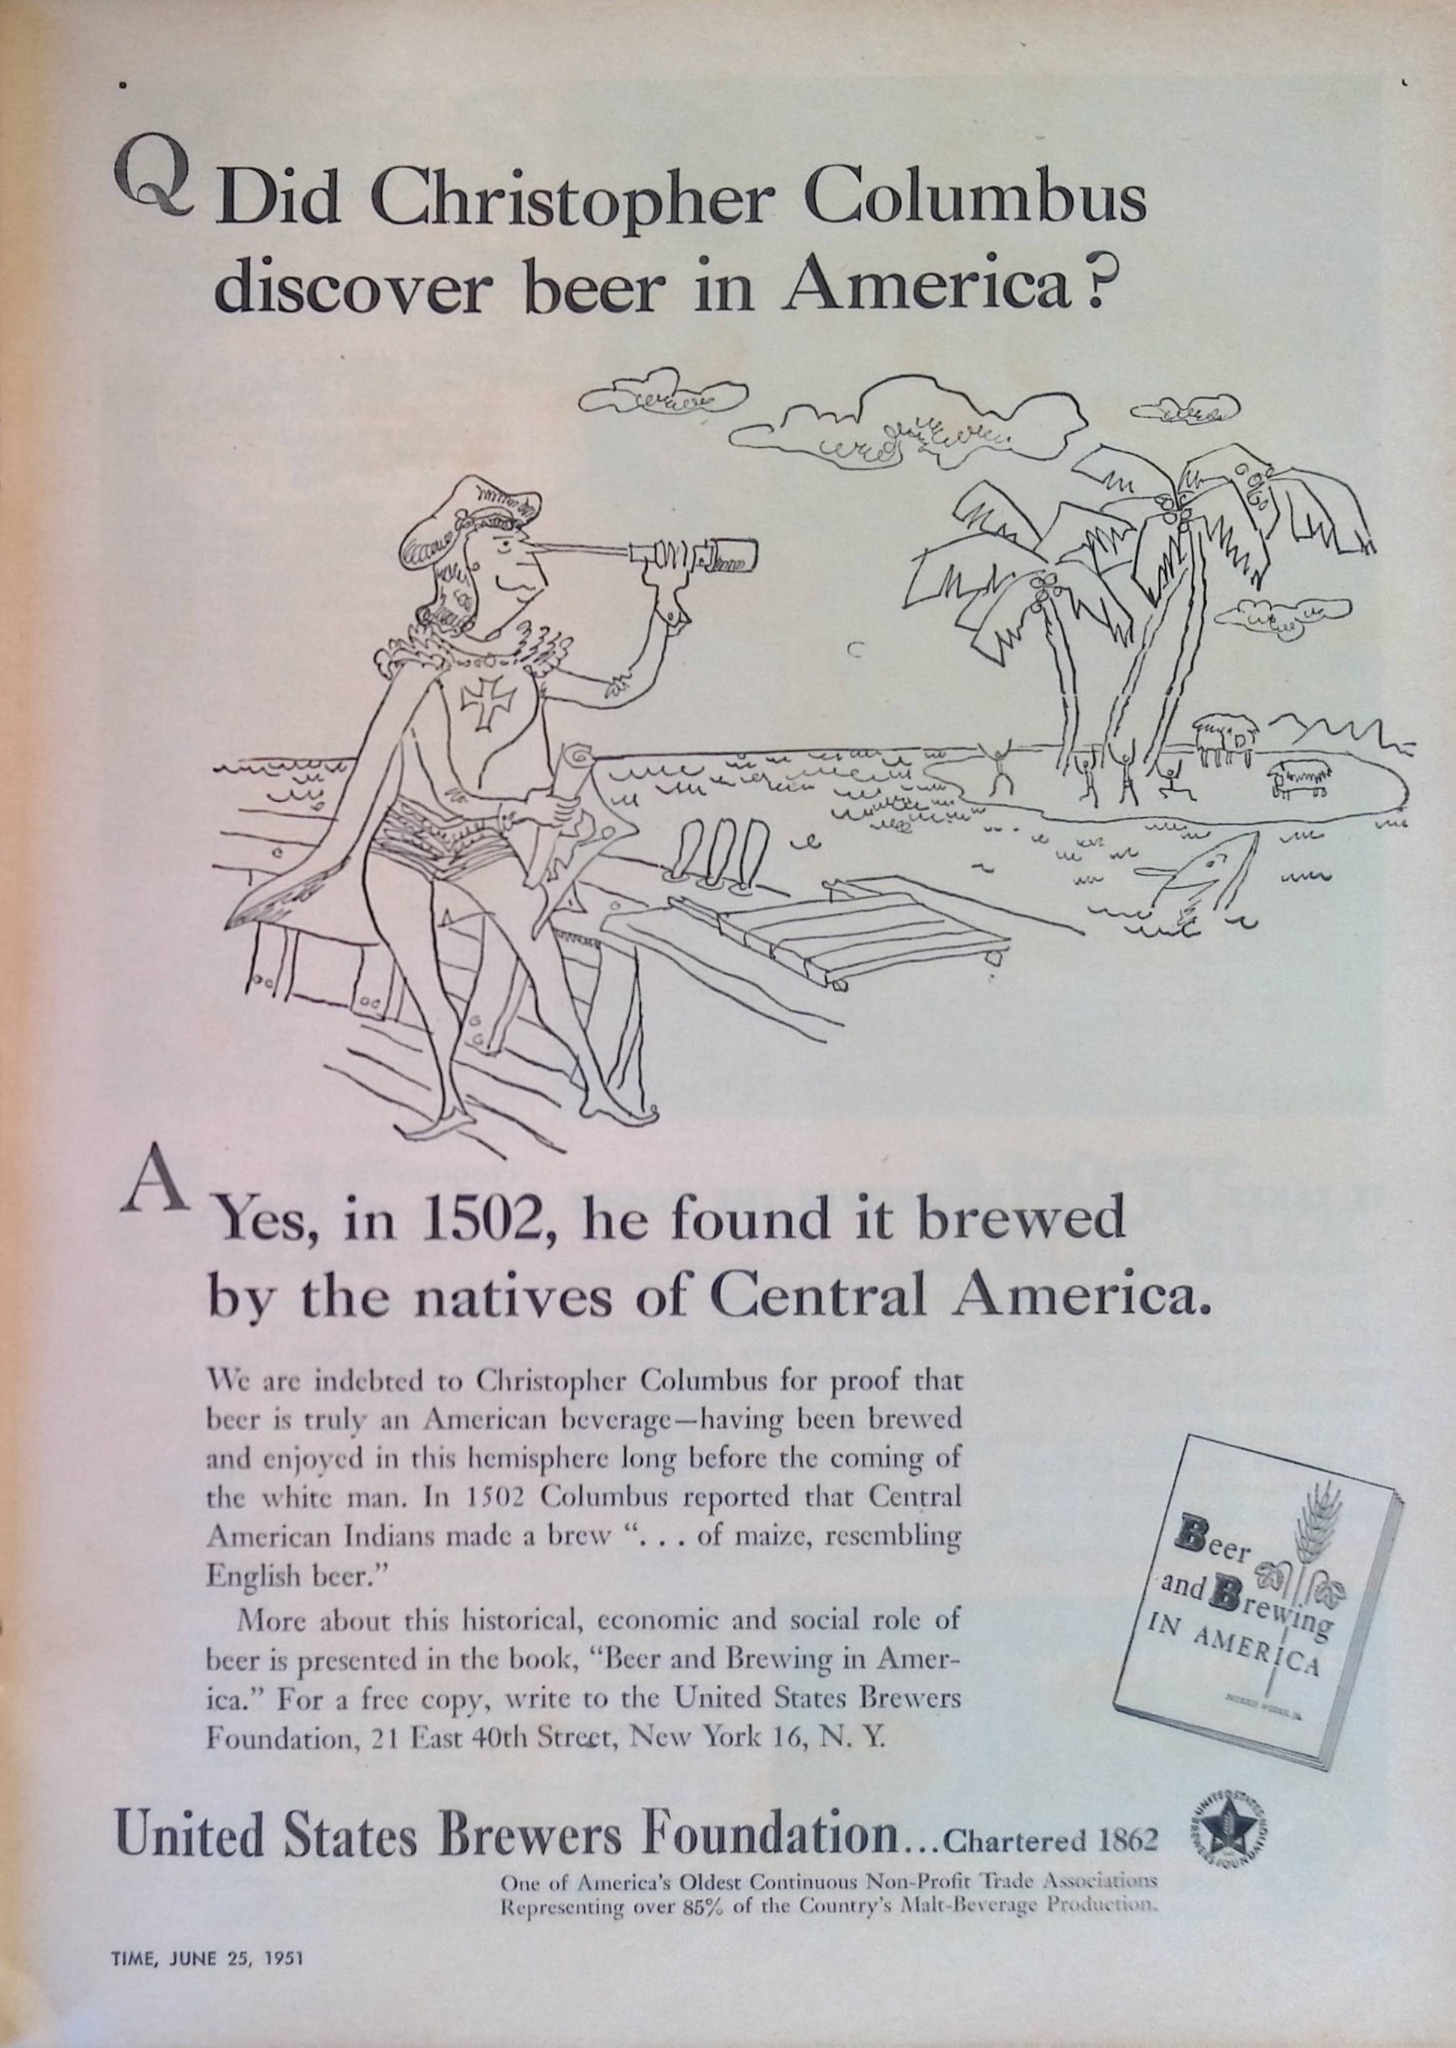 Q Did Christopher Columbus
discover beer in America?
A Yes, in 1502, he found it brewed
by the natives of Central America.
We are indebted to Christopher Columbus for proof that
beer is truly an American beverage—having been brewed
and enjoyed in this hemisphere long before the coming of
the white man. In 1502 Columbus reported that Central
American Indians made a brew “. . . of maize, resembling
English beer.”
More about this historical, economic and social role of
beer is presented in the book, “Beer and Brewing in Amer-
ica.” For a free copy, write to the United States Brewers
Foundation, 21 East 40th Street, New York 16, N. Y.
Beer
and Brewing
IN AMERICA
United States Brewers Foundation...Chartered 1862
UNITED STATES BREWERS FOUNDATION
One of America's Oldest Continuous Non-Profit Trade Associations
Representing over 85% of the Country's Malt-Beverage Production.
TIME, JUNE 25, 1951